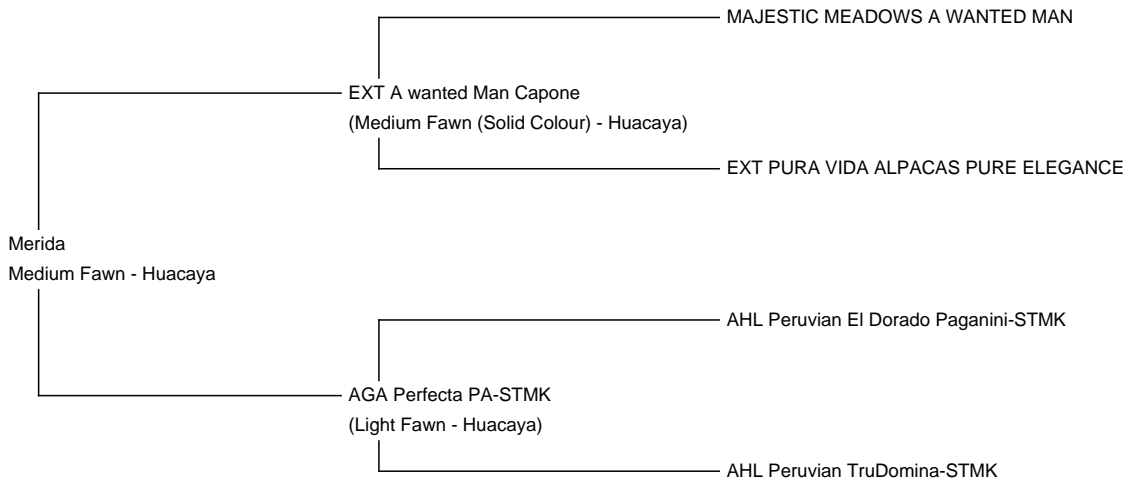 MAJESTIC MEADOWS A WANTED MAN
EXT A wanted Man Capone
(Medium Fawn (Solid Colour) - Huacaya)
EXT PURA VIDA ALPACAS PURE ELEGANCE
Merida
Medium Fawn - Huacaya
AHL Peruvian El Dorado Paganini-STMK
AGA Perfecta PA-STMK
(Light Fawn - Huacaya)
AHL Peruvian TruDomina-STMK